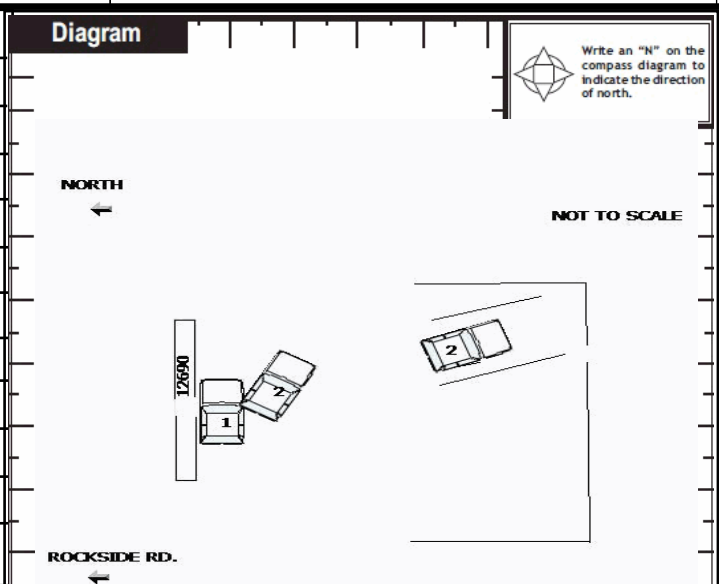 Diagram
Write an “N” on the
compass diagram to
indicate the direction
of north.
NORTH
NOT TO SCALE
12690
2
2
1
ROCKSIDE RD.